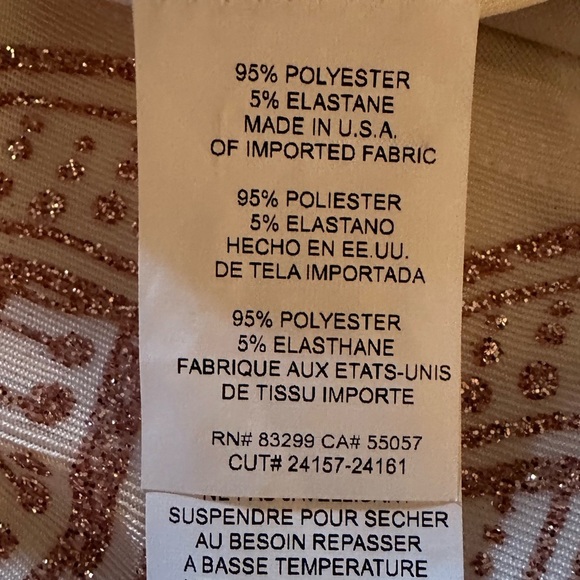 95% POLYESTER
5% ELASTANE
MADE IN U.S.A.
OF IMPORTED FABRIC
95% POLIESTER
5% ELASTANO
HECHO EN EE.UU.
DE TELA IMPORTADA
95% POLYESTER
5% ELASTHANE
FABRIQUE AUX ETATS-UNIS
DE TISSU IMPORTE
RN# 83299 CA# 55057
CUT# 24157-24161
SUSPENDRE POUR SECHER
AU BESOIN REPASSER
A BASSE TEMPERATURE